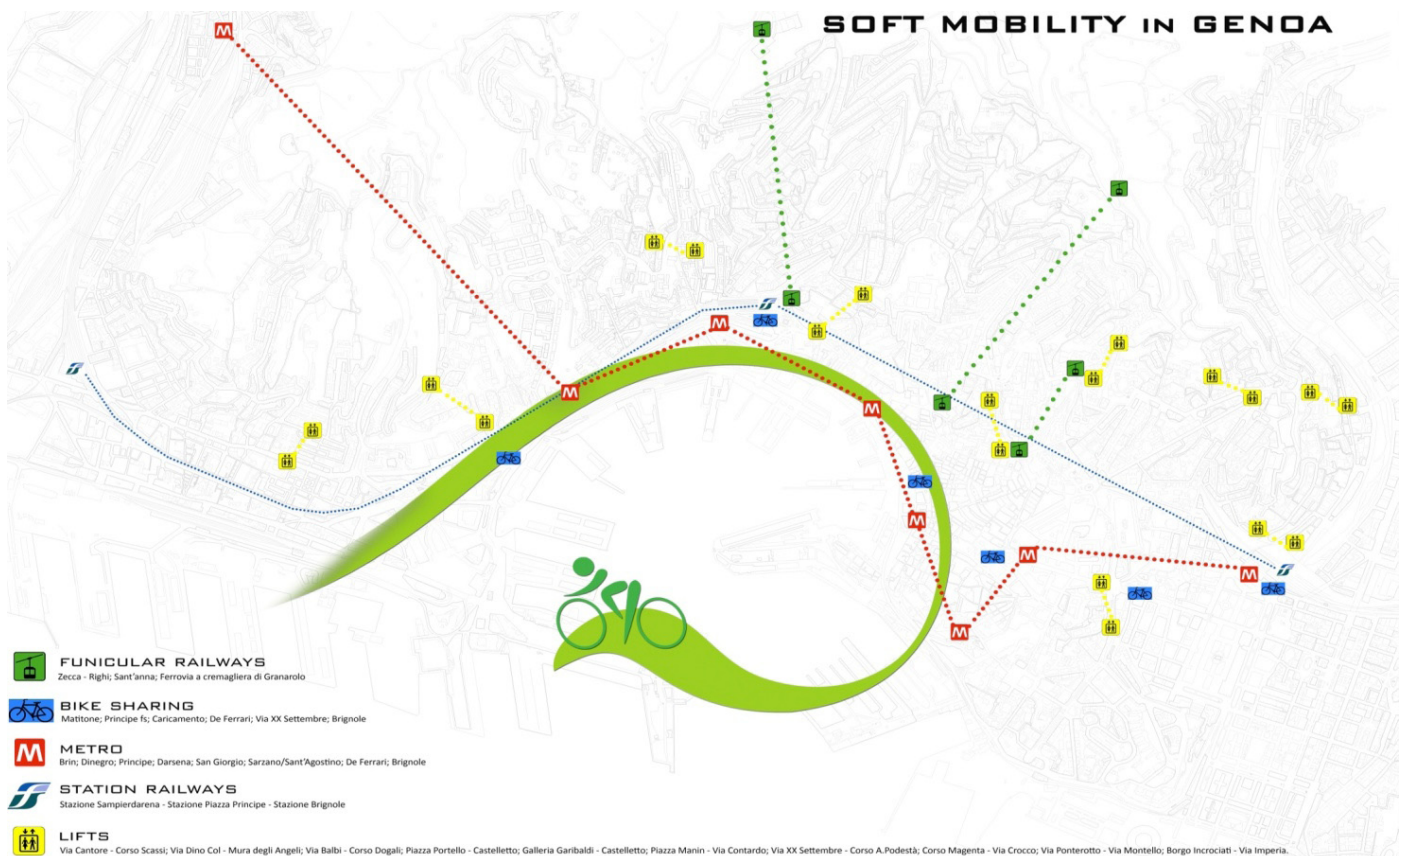 SOFT MOBILITY IN GENOA
M
M
M
M
M
M
M
M
FUNICULAR RAILWAYS
Zecca - Righi; Sant'anna; Ferrovia a cremagliera di Granarolo
BIKE SHARING
Matitone; Principe fs; Caricamento; De Ferrari; Via XX Settembre; Brignole
M METRO
Brin; Dinegro; Principe; Darsena; San Giorgio; Sarzano/Sant'Agostino; De Ferrari; Brignole
STATION RAILWAYS
Stazione Sampierdarena - Stazione Piazza Principe - Stazione Brignole
LIFTS
Via Cantore - Corso Scassi; Via Dino Col - Mura degli Angeli; Via Balbi - Corso Dogali; Piazza Portello - Castelletto; Galleria Garibaldi - Castelletto; Piazza Manin - Via Contardo; Via XX Settembre - Corso A.Podestà; Corso Magenta - Via Crocco; Via Ponterotto - Via Montello; Borgo Incrociati - Via Imperia.